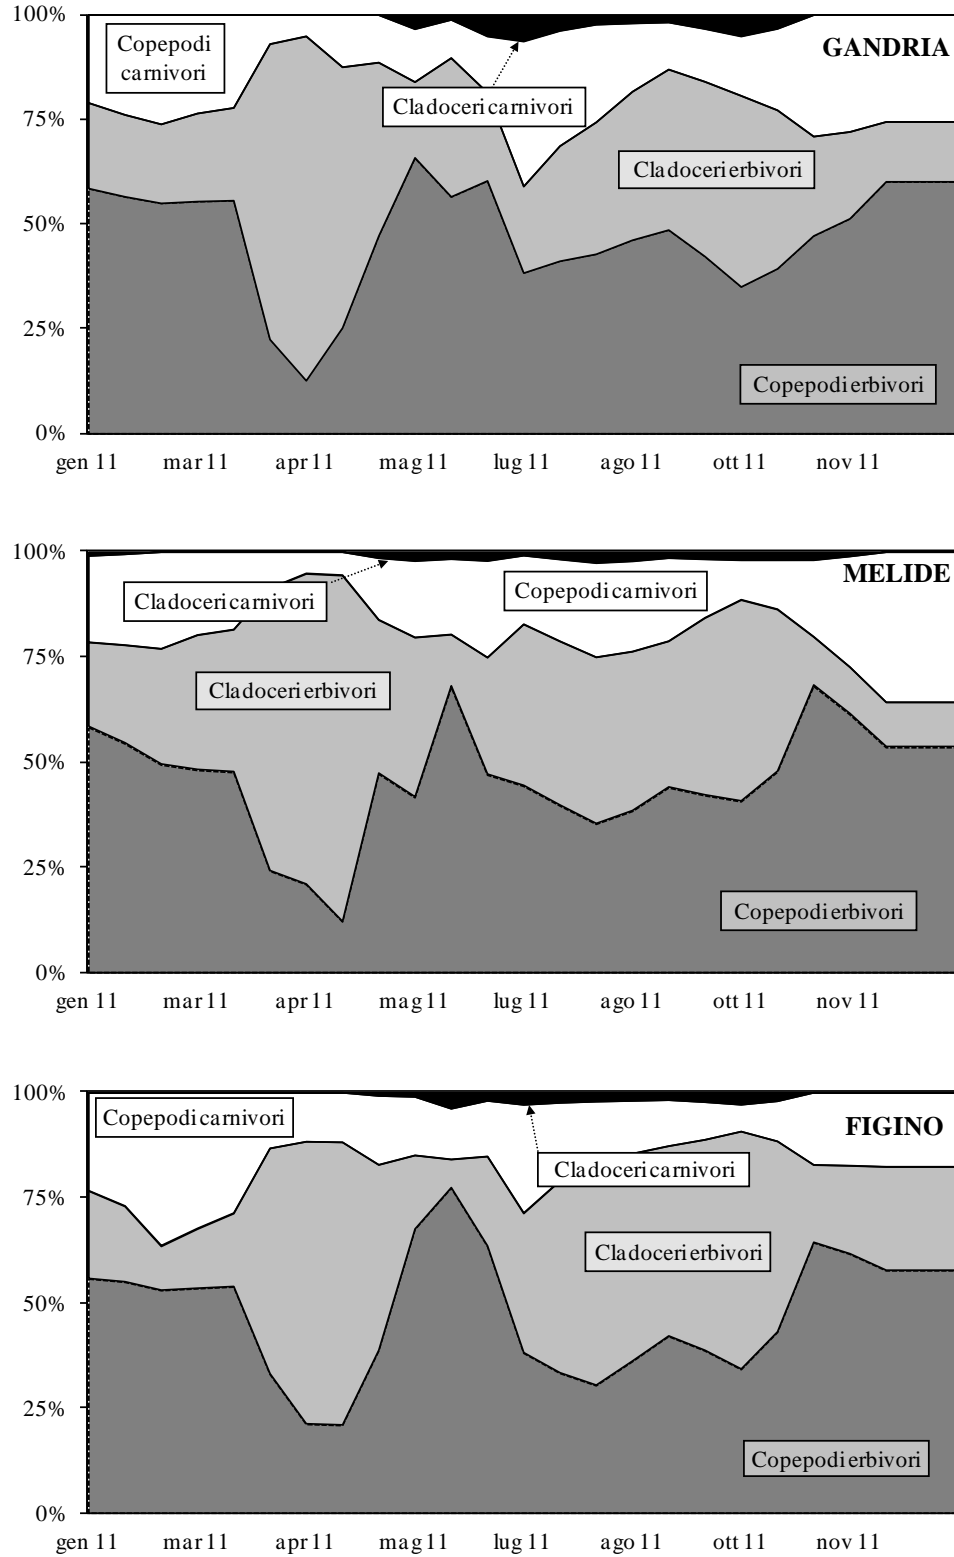 100%
Copepodi
carnivori
GANDRIA
Cladoceri carnivori
75%
Cladoceri erbivori
50%
25%
Copepodi erbivori
0%
gen 11 mar 11 apr 11 mag 11 lug 11 ago 11 ott 11 nov 11
100%
MELIDE
Copepodi carnivori
Cladoceri carnivori
75%
Cladoceri erbivori
50%
25%
Copepodi erbivori
0%
gen 11 mar 11 apr 11 mag 11 lug 11 ago 11 ott 11 nov 11
100%
Copepodi carnivori
FIGINO
Cladoceri carnivori
75%
Cladoceri erbivori
50%
25%
Copepodi erbivori
0%
gen 11 mar 11 apr 11 mag 11 lug 11 ago 11 ott 11 nov 11